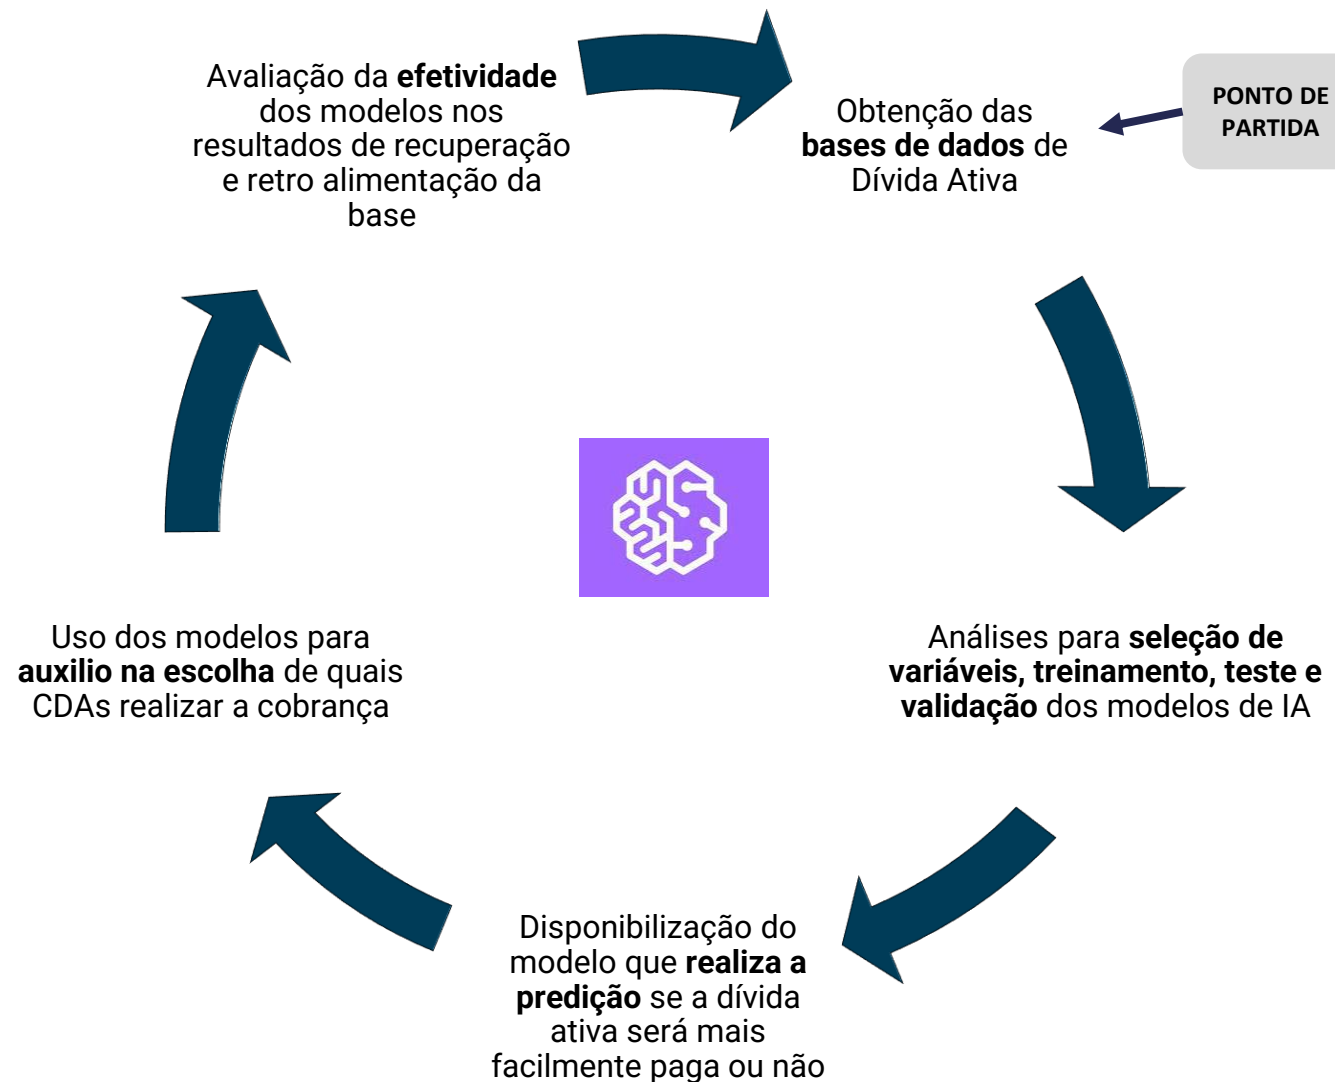 Avaliação da efetividade
dos modelos nos
resultados de recuperação
e retro alimentação da
base
Obtenção das
bases de dados de
Dívida Ativa
PONTO DE
PARTIDA
Análises para seleção de
variáveis, treinamento, teste e
validação dos modelos de IA
Disponibilização do
modelo que realiza a
predição se a dívida
ativa será mais
facilmente paga ou não
Uso dos modelos para
auxilio na escolha de quais
CDAs realizar a cobrança